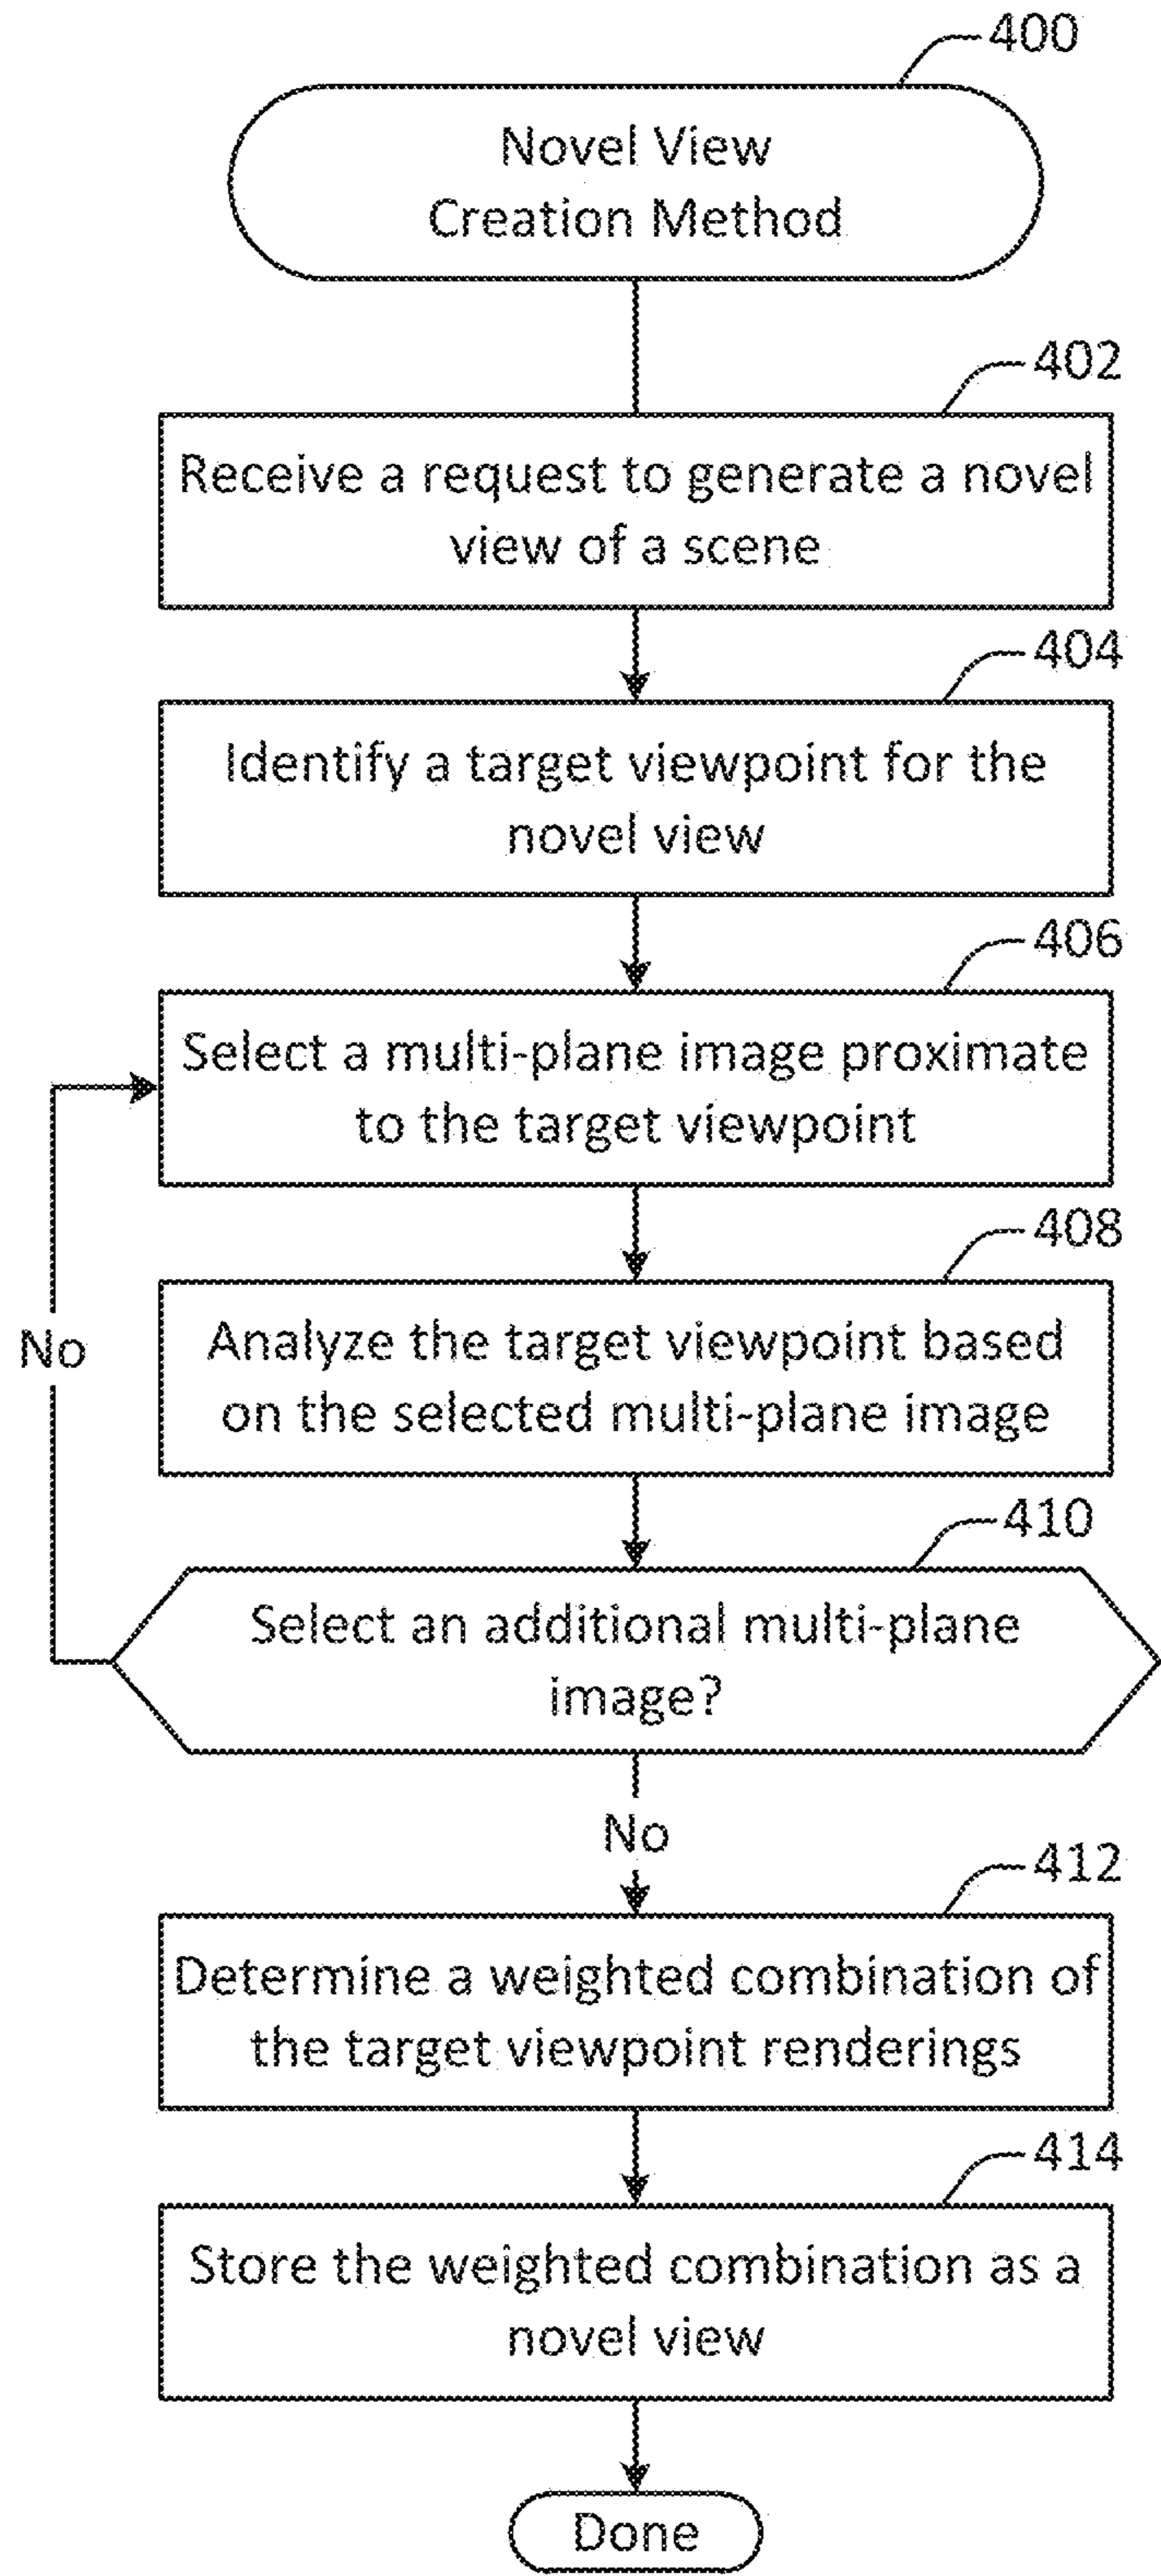 400
Novel View
Creation Method
402
Receive a request to generate a novel
view of a scene
404
Identify a target viewpoint for the
novel view
406
Select a multi-plane image proximate
to the target viewpoint
408
Analyze the target viewpoint based
on the selected multi-plane image
No
410
Select an additional multi-plane
image?
No
412
Determine a weighted combination of
the target viewpoint renderings
414
Store the weighted combination as a
novel view
Done